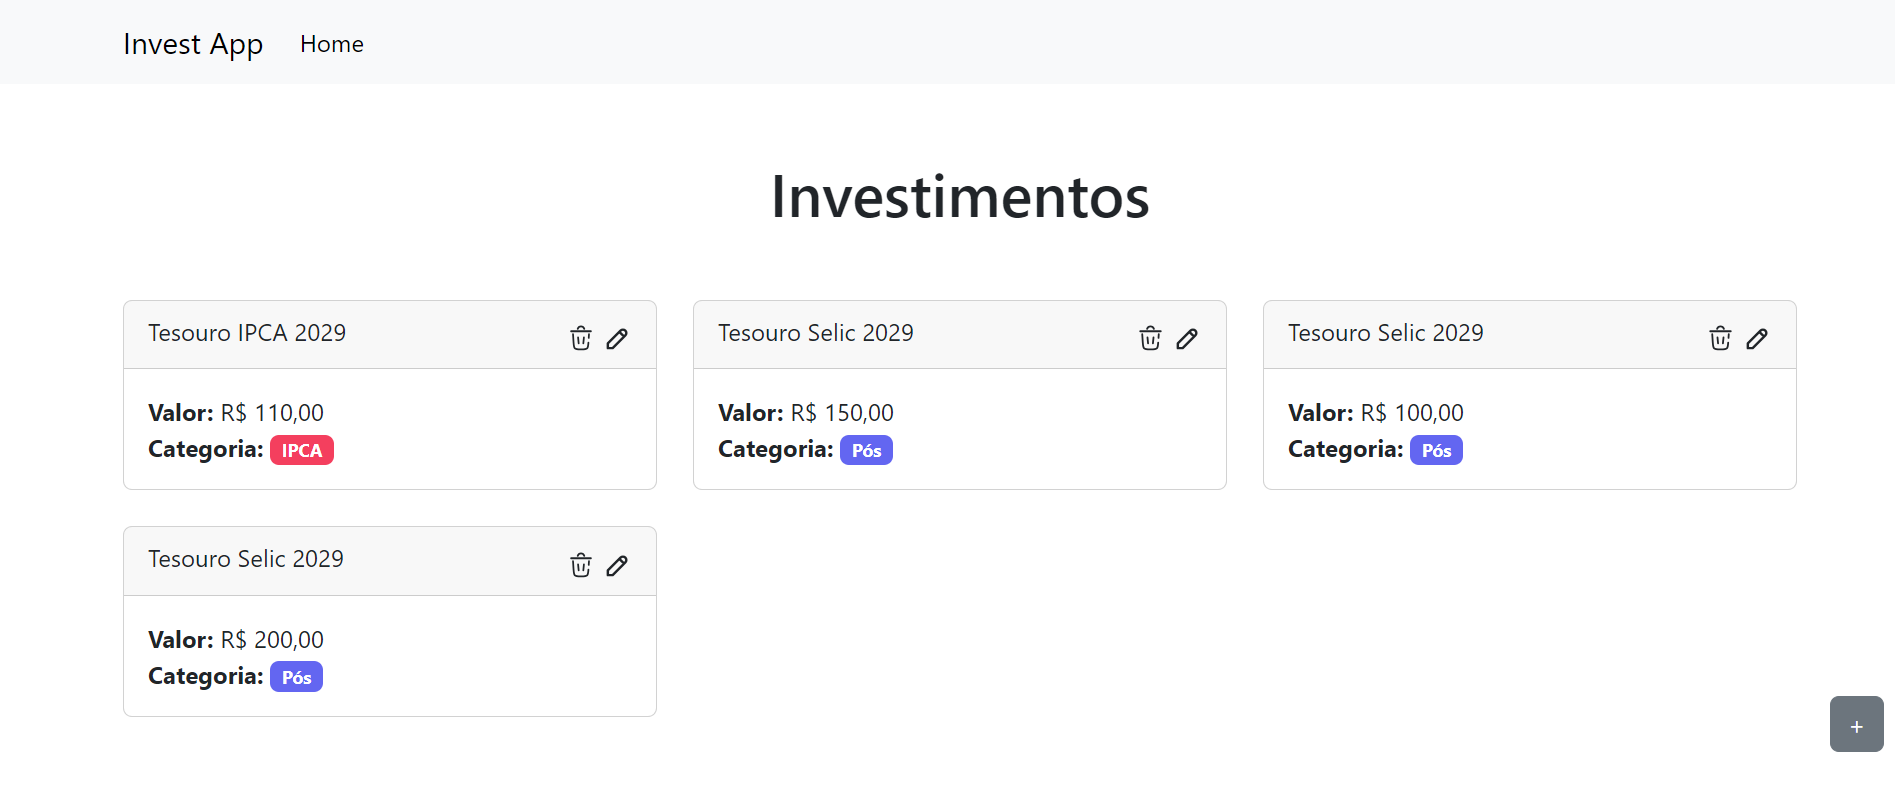 Invest App Home
Investimentos
Tesouro IPCA 2029
Valor: R$ 110,00
Categoria: IPCA
Tesouro Selic 2029
Valor: R$ 150,00
Categoria: Pós
Tesouro Selic 2029
Valor: R$ 100,00
Categoria: Pós
Tesouro Selic 2029
Valor: R$ 200,00
Categoria: Pós
+